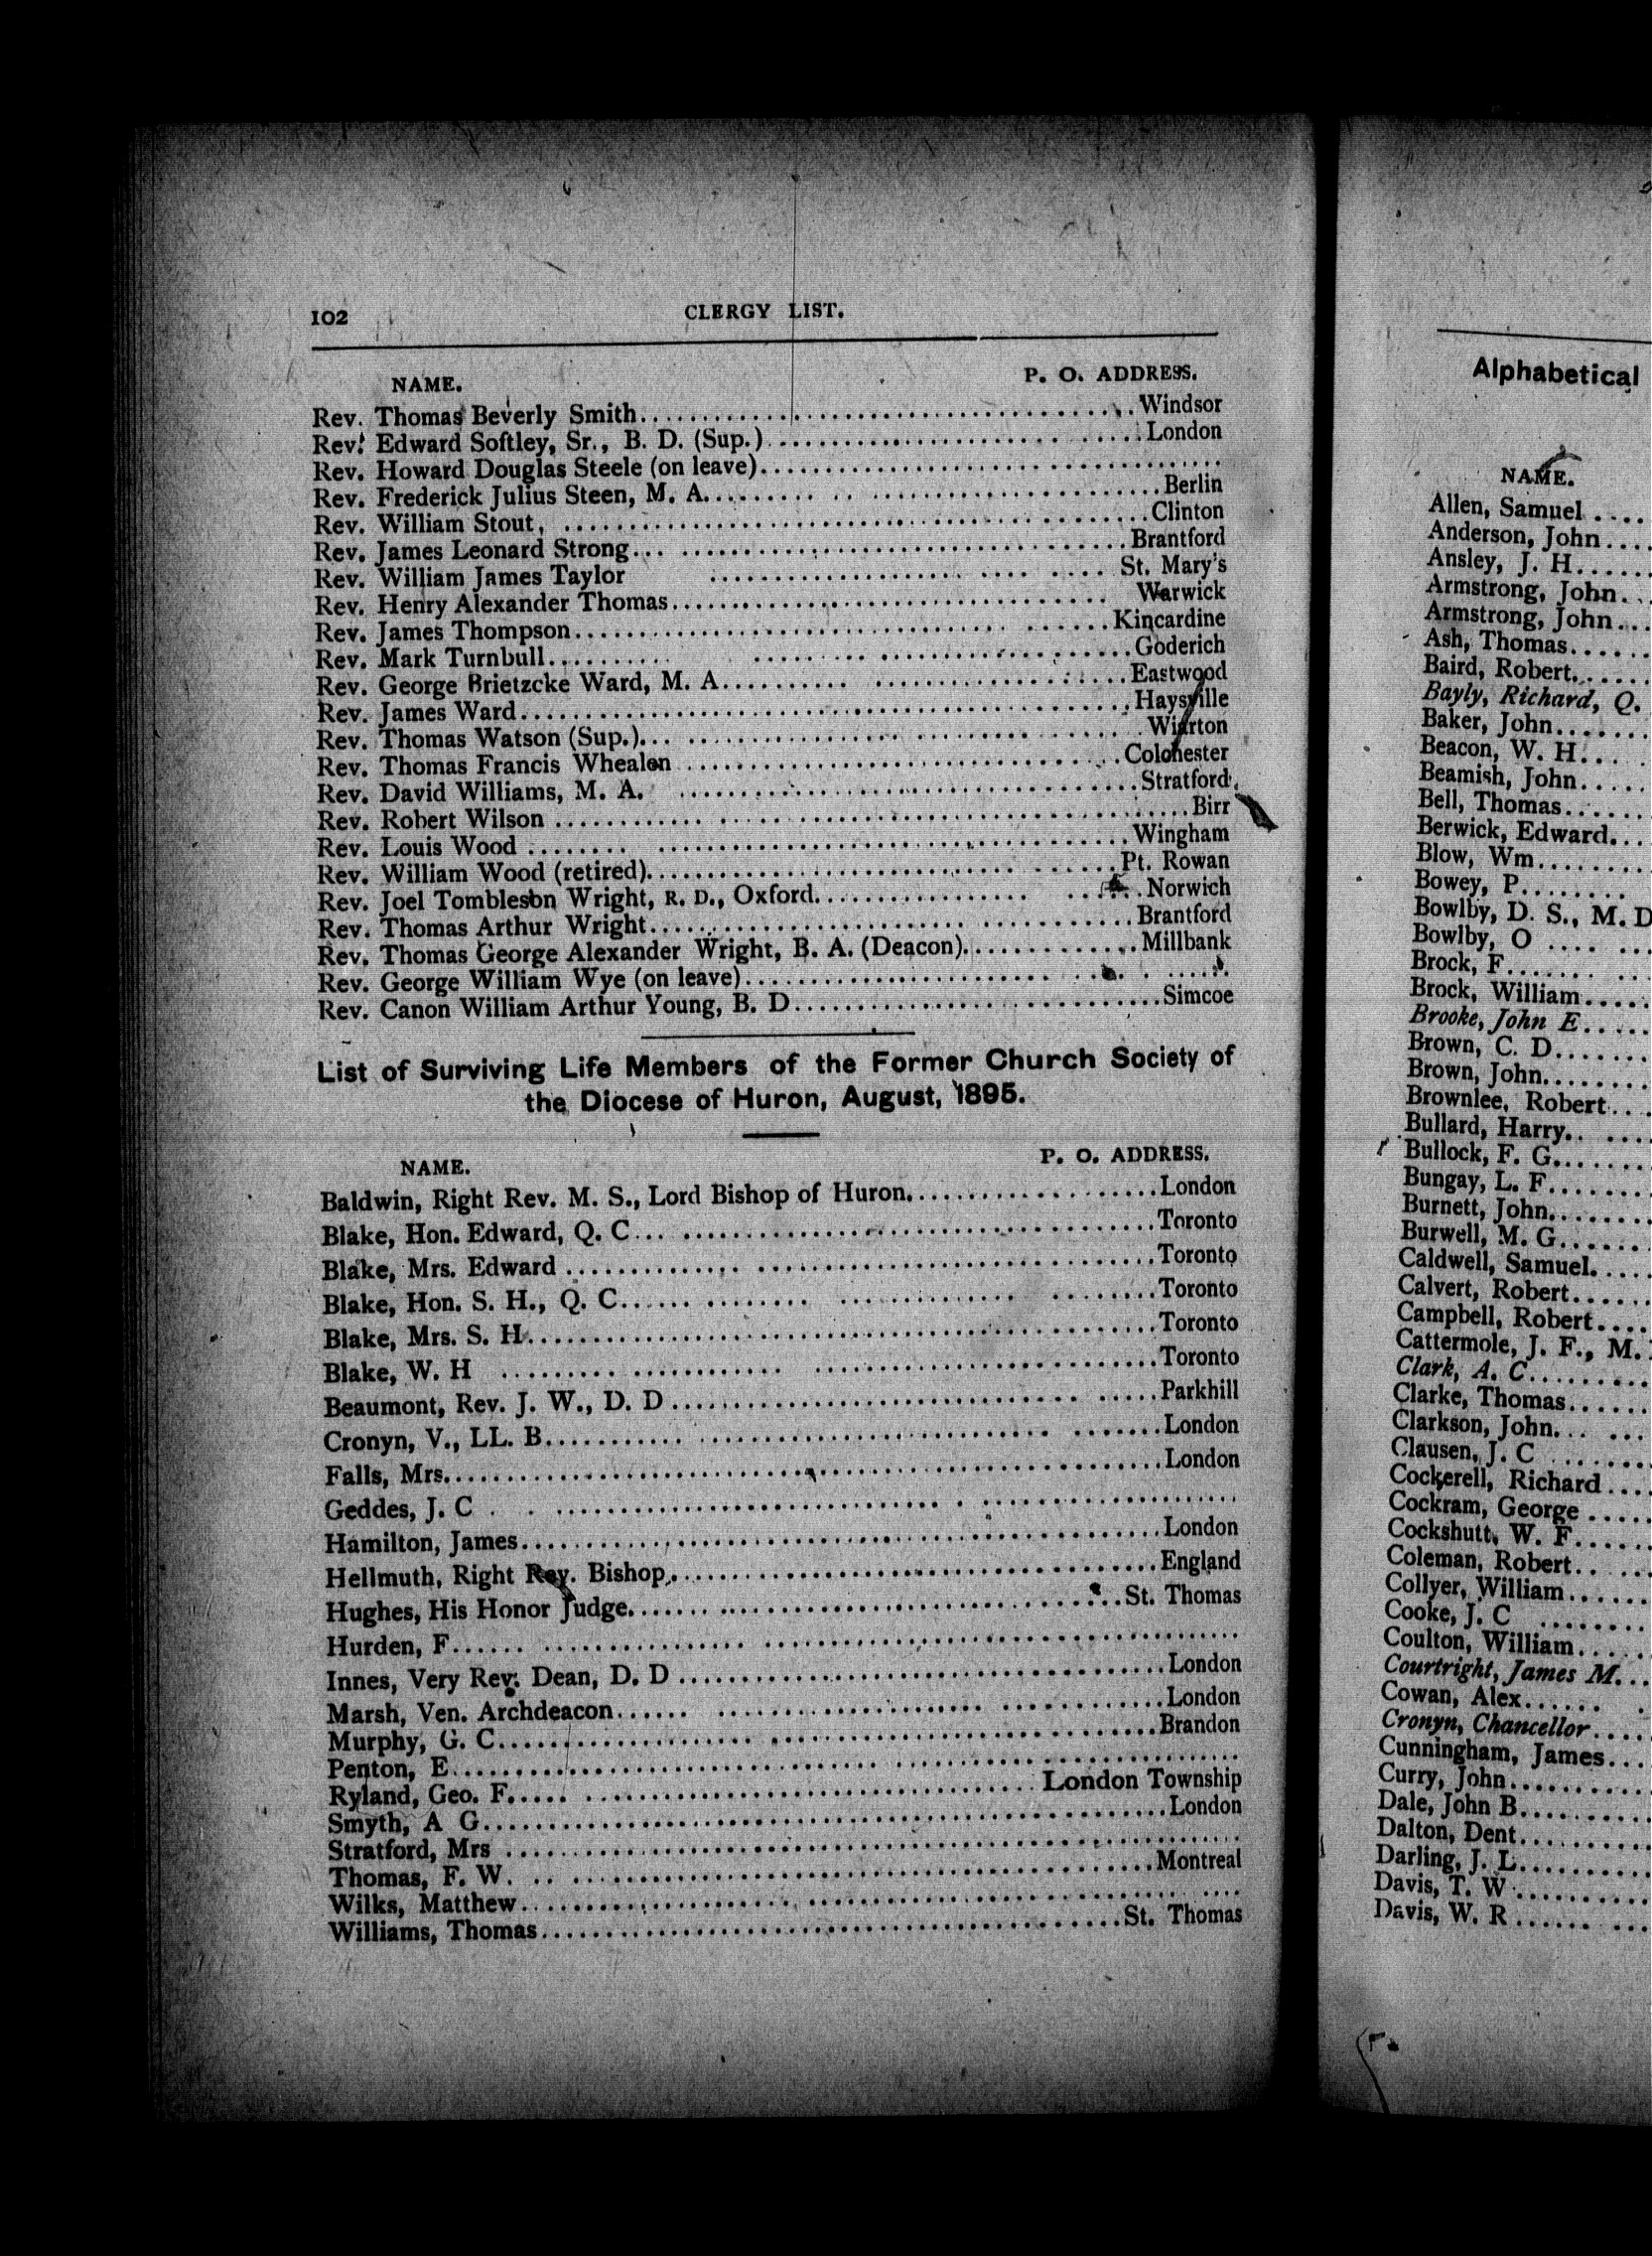 102
CLERGY LIST.
NAME. P. O. ADDRESS.
Rev. Thomas Beverly Smith........Windsor
Rev. Edward Softley, Sr., B. D. (Sup.)........London
Rev. Howard Douglas Steele (on leave)........
Rev. Frederick Julius Steen, M. A.........Berlin
Rev. William Stout, ........Clinton
Rev. James Leonard Strong........Brantford
Rev. William James Taylor ........St. Mary's
Rev. Henry Alexander Thomas........Warwick
Rev. James Thompson........Kincardine
Rev. Mark Turnbull........Goderich
Rev. George Brietzcke Ward, M. A........Eastwood
Rev. James Ward........Haysville
Rev. Thomas Watson (Sup.)........Wiarton
Rev. Thomas Francis Whealen ........Colchester
Rev. David Williams, M. A. ........Stratford
Rev. Robert Wilson ........Birr
Rev. Louis Wood ........Wingham
Rev. William Wood (retired)........Pt. Rowan
Rev. Joel Tombleson Wright, R. D., Oxford........Norwich
Rev. Thomas Arthur Wright........Brantford
Rev. Thomas George Alexander Wright, B. A. (Deacon)........Millbank
Rev. George William Wye (on leave)........
Rev. Canon William Arthur Young, B. D........Simcoe
List of Surviving Life Members of the Former Church Society of
the Diocese of Huron, August, 1895.
NAME. P. O. ADDRESS.
Baldwin, Right Rev. M. S., Lord Bishop of Huron........London
Blake, Hon. Edward, Q. C........Toronto
Blake, Mrs. Edward ........Toronto
Blake, Hon. S. H., Q. C........Toronto
Blake, Mrs. S. H........Toronto
Blake, W. H ........Toronto
Beaumont, Rev. J. W., D. D ........Parkhill
Cronyn, V., LL. B........London
Falls, Mrs........London
Geddes, J. C ........
Hamilton, James........London
Hellmuth, Right Rev. Bishop........England
Hughes, His Honor Judge........St. Thomas
Hurden, F........
Innes, Very Rev. Dean, D. D ........London
Marsh, Ven. Archdeacon........London
Murphy, G. C........Brandon
Penton, E........
Ryland, Geo. F........London Township
Smyth, A G........London
Stratford, Mrs ........
Thomas, F. W. ........Montreal
Wilks, Matthew........
Williams, Thomas........St. Thomas
Alphabetical
NAME.
Allen, Samuel ....
Anderson, John....
Ansley, J. H......
Armstrong, John...
Armstrong, John...
Ash, Thomas......
Baird, Robert......
Bayly, Richard, Q.
Baker, John.......
Beacon, W. H....
Beamish, John.....
Bell, Thomas......
Berwick, Edward...
Blow, Wm........
Bowey, P........
Bowlby, D. S., M. D
Bowlby, O .... ...
Brock, F....... ..
Brock, William.....
Brooke, John E.....
Brown, C. D.......
Brown, John........
Brownlee, Robert...
Bullard, Harry.. ....
Bullock, F. G.......
Bungay, L. F........
Burnett, John.......
Burwell, M. G......
Caldwell, Samuel....
Calvert, Robert.....
Campbell, Robert....
Cattermole, J. F., M.
Clark, A. C.........
Clarke, Thomas......
Clarkson, John... ...
Clausen, J. C .......
Cockerell, Richard ...
Cockram, George .....
Cockshutt, W. F......
Coleman, Robert.. ...
Collyer, William......
Cooke, J. C ........
Coulton, William.....
Courtright, James M...
Cowan, Alex...... .
Cronyn, Chancellor....
Cunningham, James...
Curry, John..........
Dale, John B.........
Dalton, Dent.........
Darling, J. L.........
Davis, T. W .........
Davis, W. R ...... ...